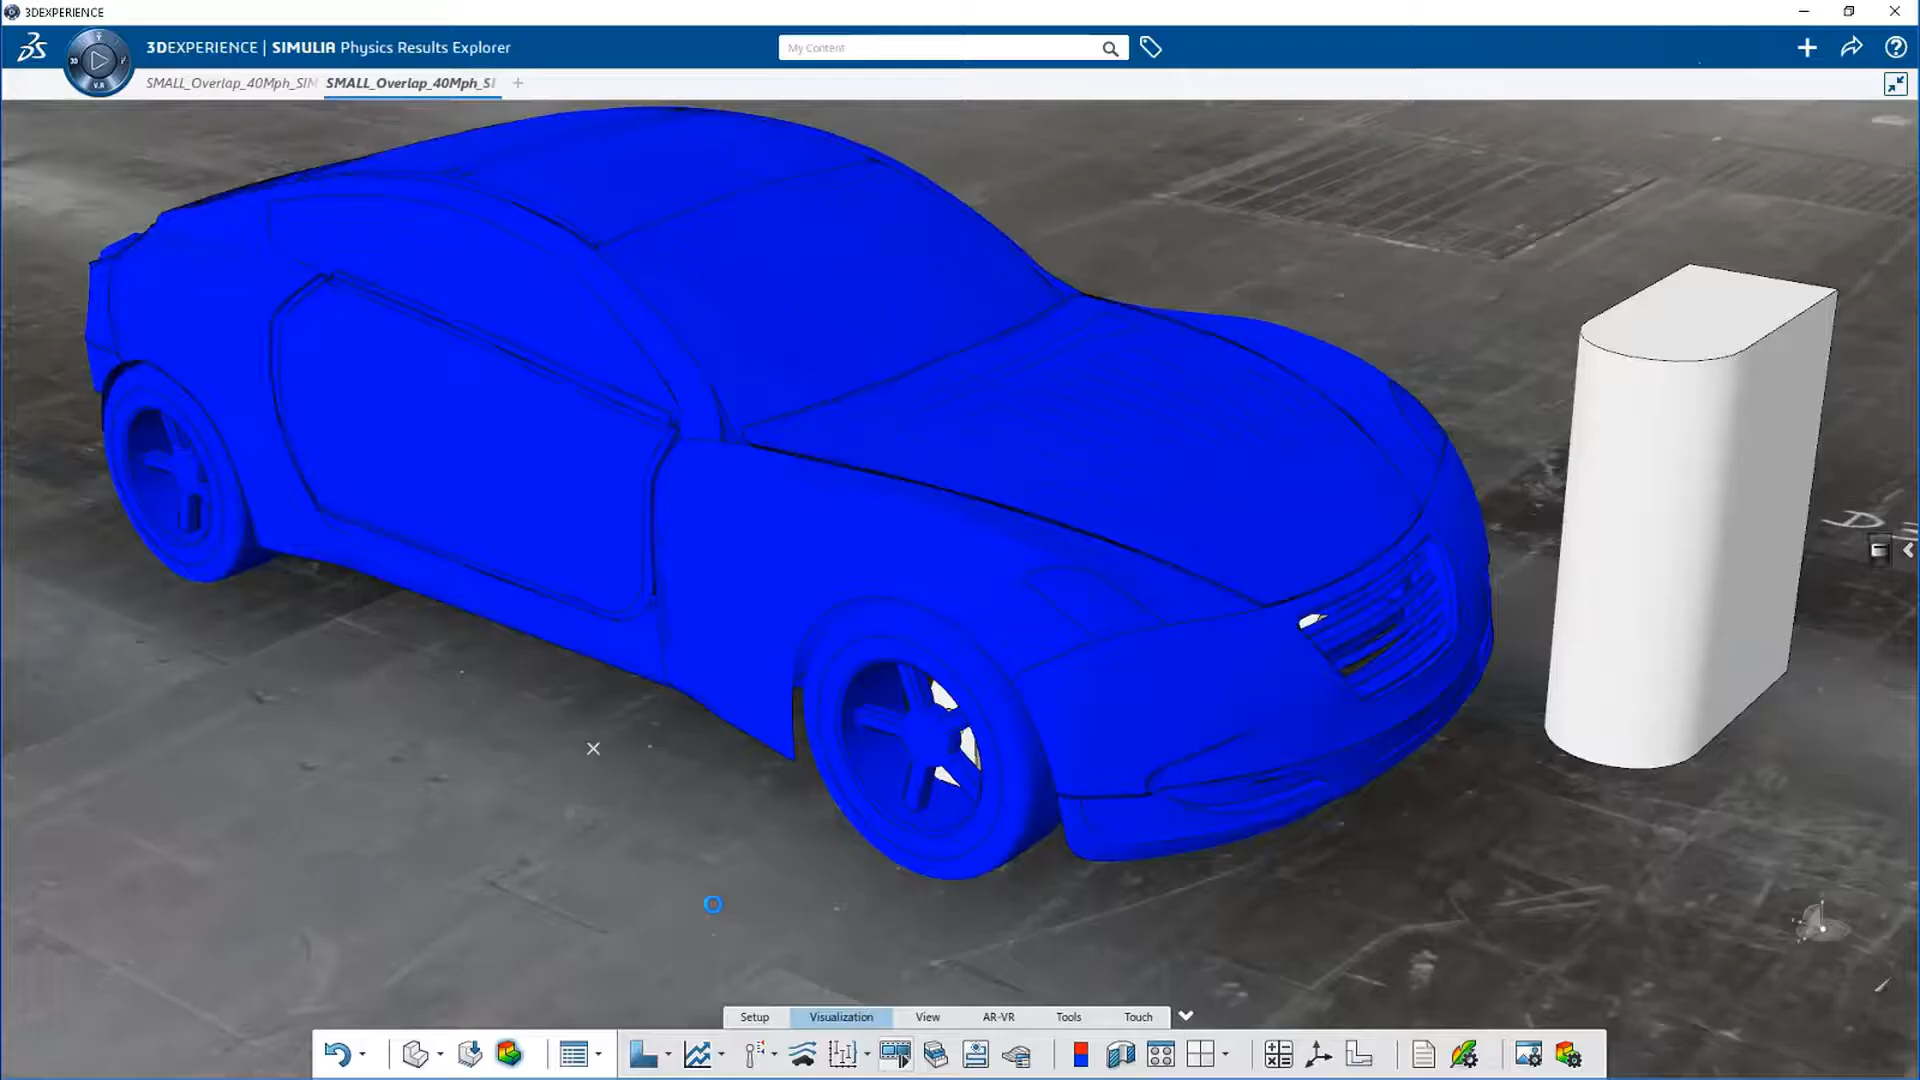 3DEXPERIENCE
3DEXPERIENCE | SIMULIA Physics Results Explorer
My Content
SMALL_Overlap_40Mph_SIM
SMALL_Overlap_40Mph_SI
Setup
Visualization
View
AR-VR
Tools
Touch